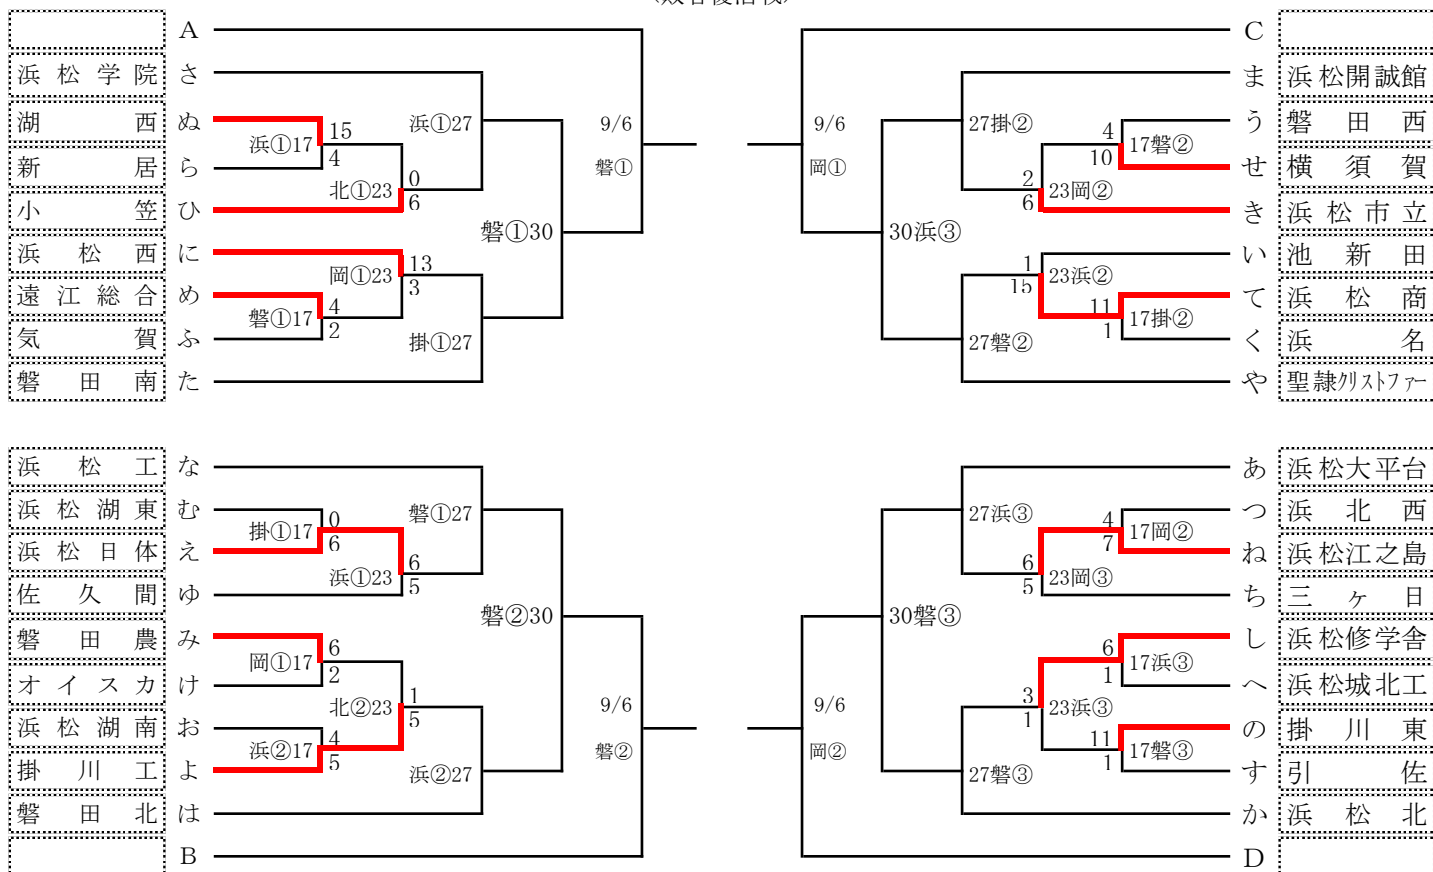 A
C
浜松学院 さ
ま 浜松開誠館
湖西 ぬ
15
浜①17
浜①27
9/6
9/6
27掛②
4
17磐②
う 磐田西
新居 ら
4
磐①
岡①
10
せ 横須賀
0
北①23
2
23岡②
小笠 ひ
6
6
き 浜松市立
磐①30
30浜③
浜松西 に
い 池新田
13
岡①23
1
23浜②
3
15
遠江総合 め
て 浜松商
4
磐①17
11
17掛②
気賀 ふ
2
掛①27
27磐②
1
く 浜名
磐田南 た
や 聖隷クリストファー
浜松工 な
あ 浜松大平台
浜松湖東 む
つ 浜北西
0
掛①17
磐①27
27浜③
4
17岡②
浜松日体 え
6
7
ね 浜松江之島
6
浜①23
6
23岡③
佐久間 ゆ
5
5
ち 三ヶ日
磐②30
30磐③
磐田農 み
し 浜松修学舎
6
岡①17
6
17浜③
オイスカ け
2
1
へ 浜松城北工
1
北②23
9/6
9/6
3
23浜③
5
1
浜松湖南 お
の 掛川東
4
浜②17
磐②
岡②
11
17磐③
掛川工 よ
5
浜②27
27磐③
1
す 引佐
磐田北 は
か 浜松北
B
D